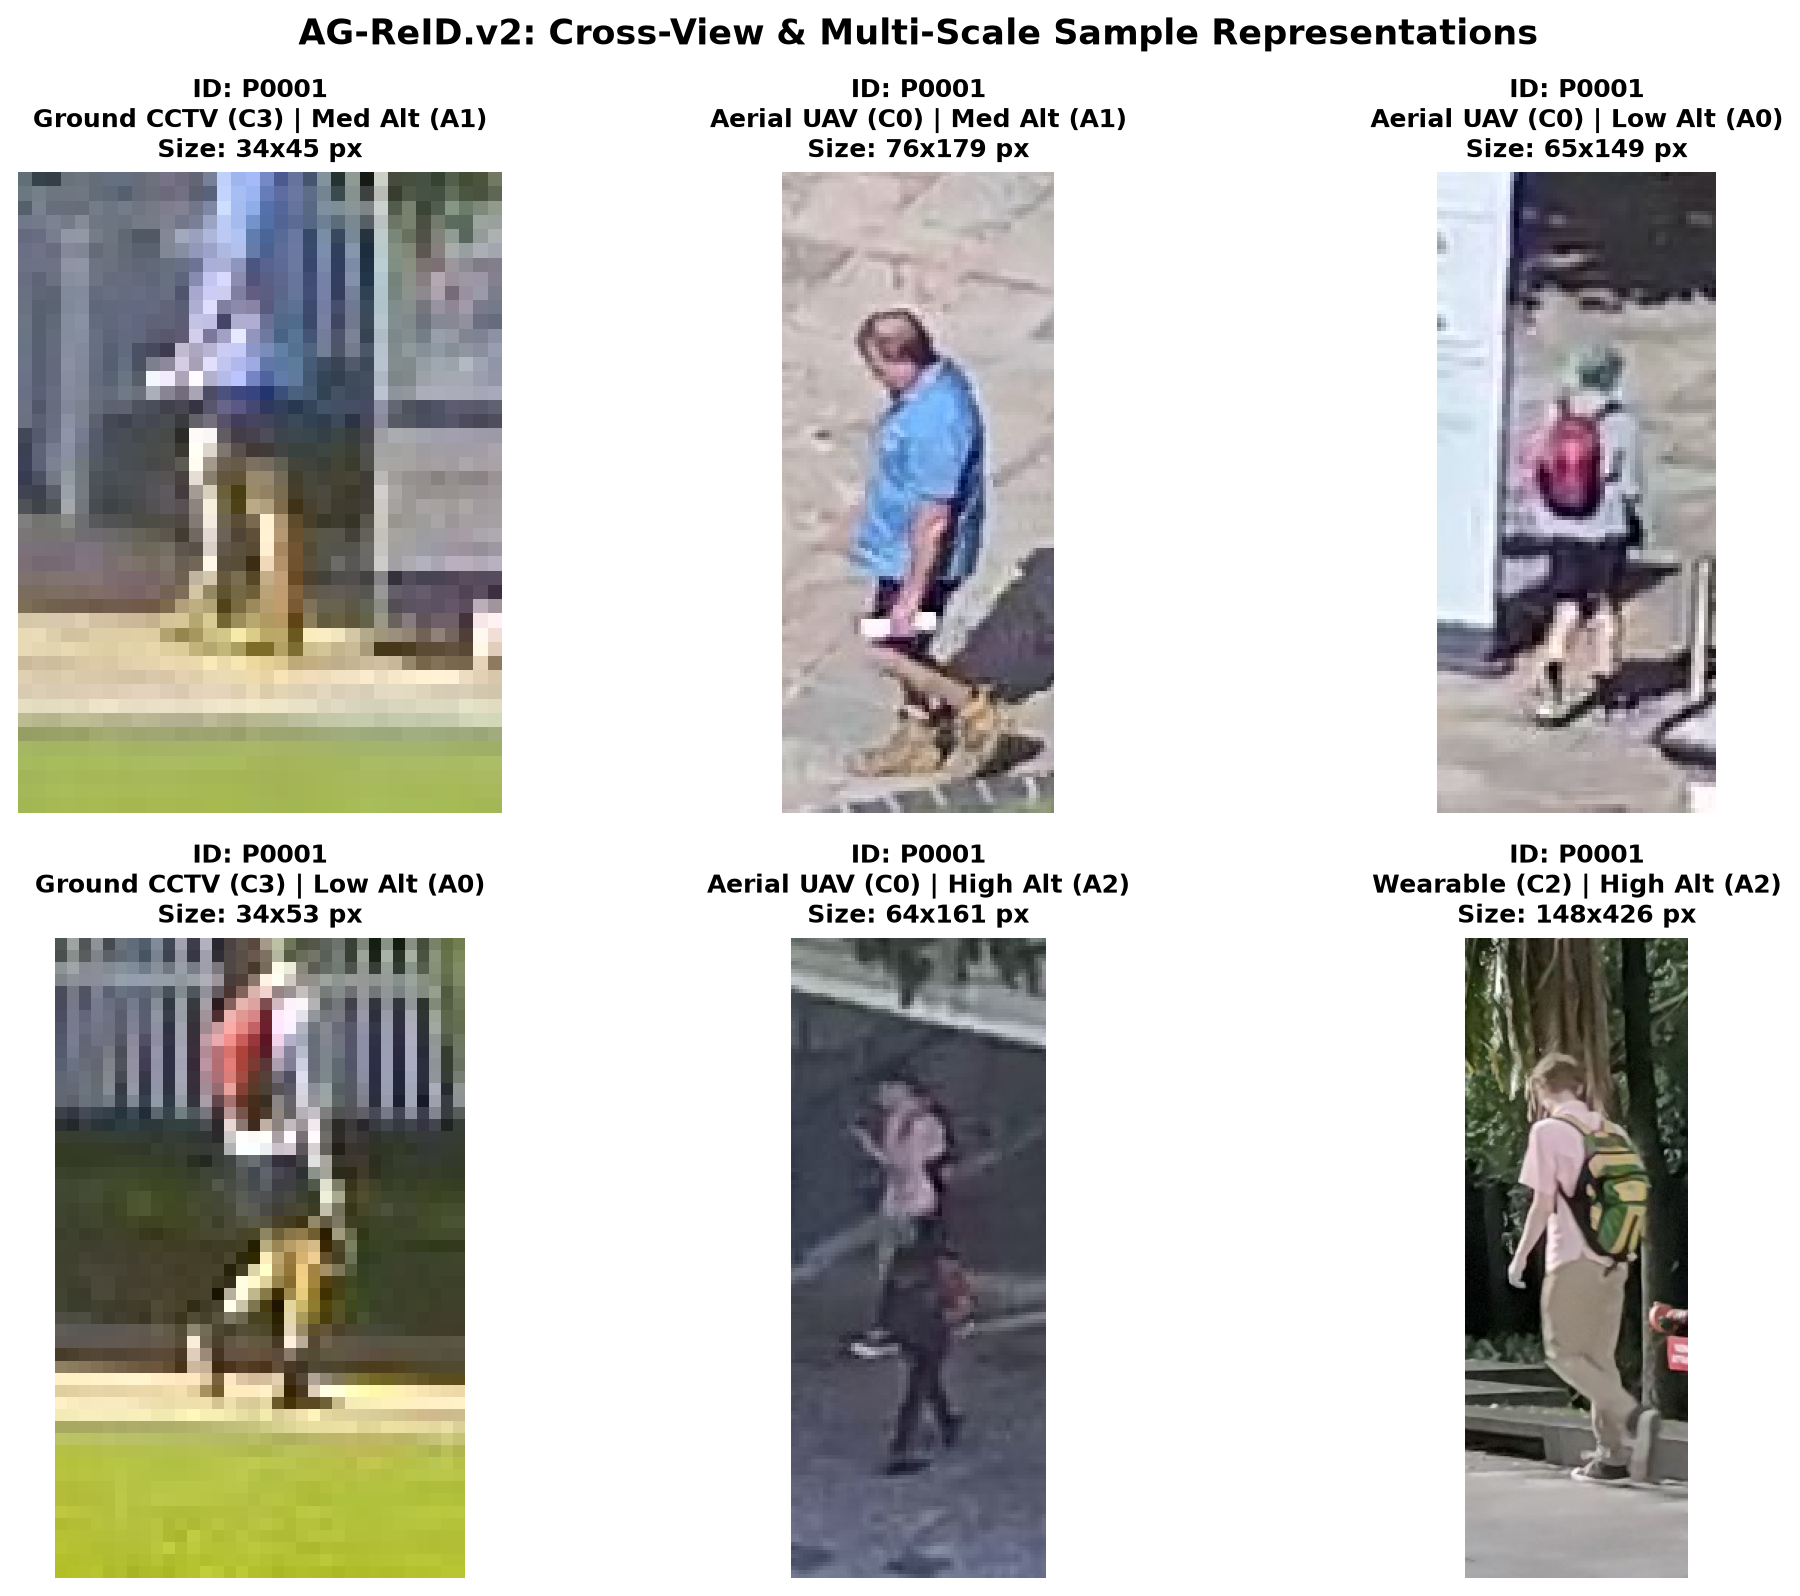 AG-ReID.v2: Cross-View & Multi-Scale Sample Representations
ID: P0001
Ground CCTV (C3) | Med Alt (A1)
Size: 34x45 px
ID: P0001
Aerial UAV (C0) | Med Alt (A1)
Size: 76x179 px
ID: P0001
Aerial UAV (C0) | Low Alt (A0)
Size: 65x149 px
ID: P0001
Ground CCTV (C3) | Low Alt (A0)
Size: 34x53 px
ID: P0001
Aerial UAV (C0) | High Alt (A2)
Size: 64x161 px
ID: P0001
Wearable (C2) | High Alt (A2)
Size: 148x426 px